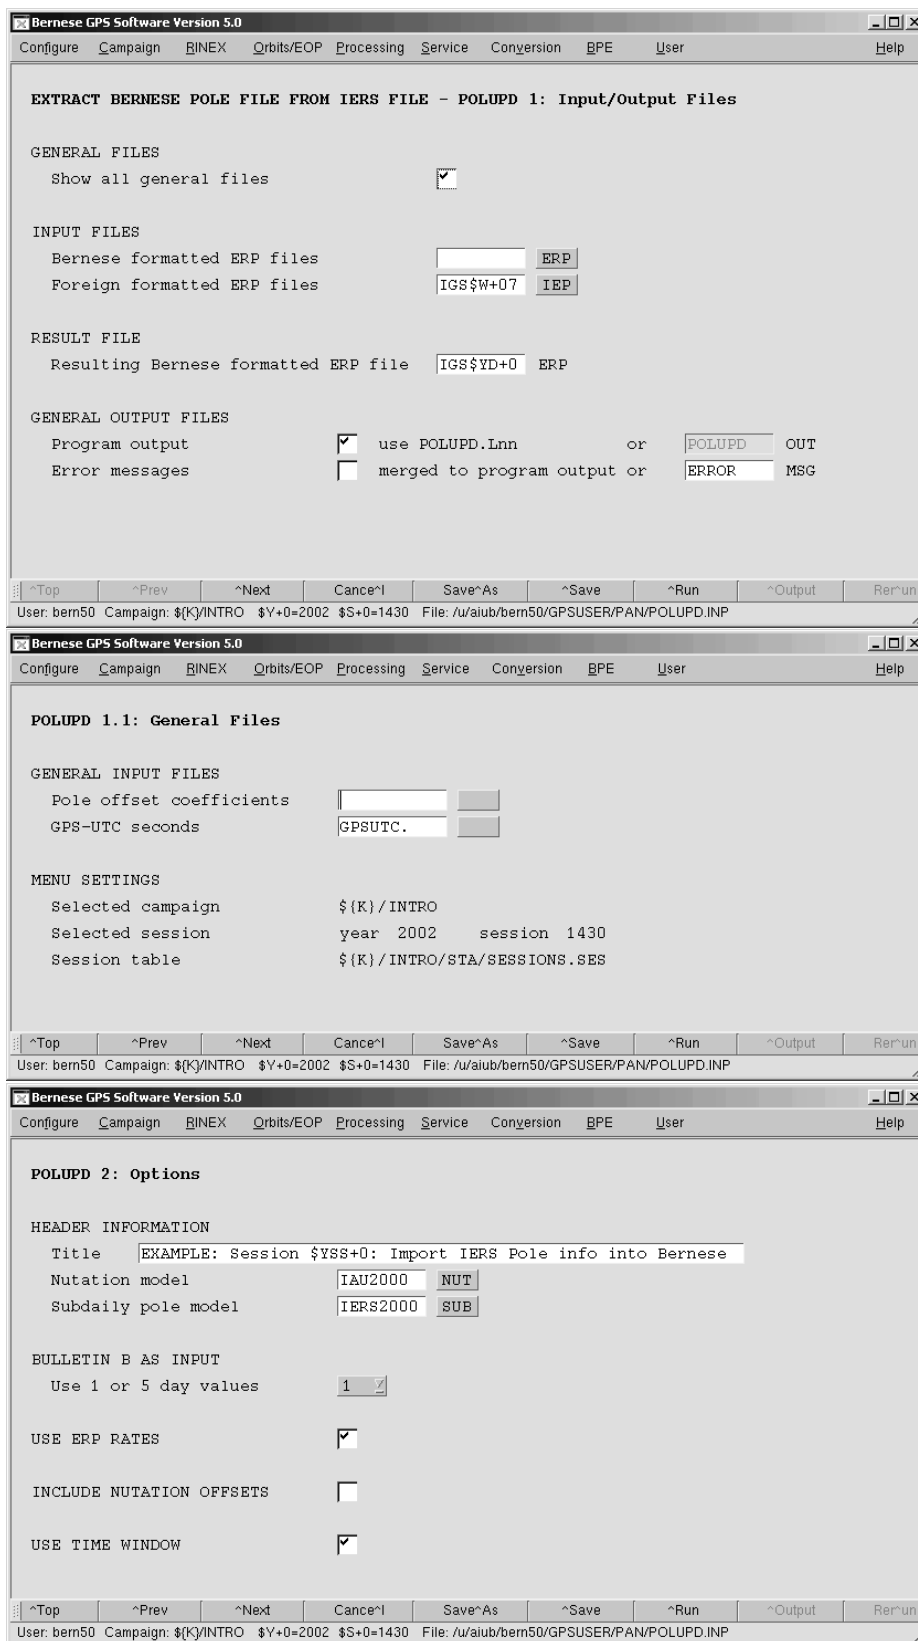 Bernese GPS Software Version 5.0
Configure Campaign RINEX Orbits/EOP Processing Service Conversion BPE User Help
EXTRACT BERNESE POLE FILE FROM IERS FILE - POLUPD 1: Input/Output Files
GENERAL FILES
Show all general files
INPUT FILES
Bernese formatted ERP files ERP
Foreign formatted ERP files IGS$W+07 IEP
RESULT FILE
Resulting Bernese formatted ERP file IGS$YD+0 ERP
GENERAL OUTPUT FILES
Program output use POLUPD.Lnn or POLUPD OUT
Error messages merged to program output or ERROR MSG
^Top ^Prev ^Next Cance^l Save^As ^Save ^Run ^Output Rer^un
User: bern50 Campaign: ${K}/INTRO $Y+0=2002 $S+0=1430 File: /u/aiub/bern50/GPSUSER/PAN/POLUPD.INP
Bernese GPS Software Version 5.0
Configure Campaign RINEX Orbits/EOP Processing Service Conversion BPE User Help
POLUPD 1.1: General Files
GENERAL INPUT FILES
Pole offset coefficients
GPS-UTC seconds GPSUTC.
MENU SETTINGS
Selected campaign ${K}/INTRO
Selected session year 2002 session 1430
Session table ${K}/INTRO/STA/SESSIONS.SES
^Top ^Prev ^Next Cance^l Save^As ^Save ^Run ^Output Rer^un
User: bern50 Campaign: ${K}/INTRO $Y+0=2002 $S+0=1430 File: /u/aiub/bern50/GPSUSER/PAN/POLUPD.INP
Bernese GPS Software Version 5.0
Configure Campaign RINEX Orbits/EOP Processing Service Conversion BPE User Help
POLUPD 2: Options
HEADER INFORMATION
Title EXAMPLE: Session $YSS+0: Import IERS Pole info into Bernese
Nutation model IAU2000 NUT
Subdaily pole model IERS2000 SUB
BULLETIN B AS INPUT
Use 1 or 5 day values 1
USE ERP RATES
INCLUDE NUTATION OFFSETS
USE TIME WINDOW
^Top ^Prev ^Next Cance^l Save^As ^Save ^Run ^Output Rer^un
User: bern50 Campaign: ${K}/INTRO $Y+0=2002 $S+0=1430 File: /u/aiub/bern50/GPSUSER/PAN/POLUPD.INP